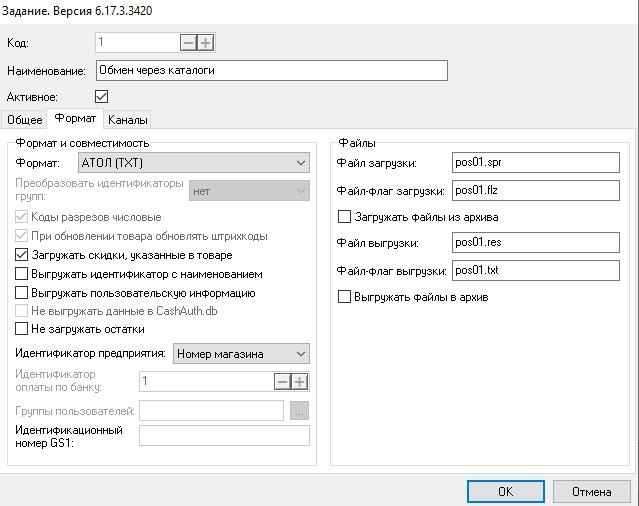 Задание. Версия 6.17.3.3420
Код: 1
Наименование: Обмен через каталоги
Активное:
Общее Формат Каналы
Формат и совместимость
Формат: АТОЛ (TXT)
Преобразовать идентификаторы
групп: нет
Коды разрезов числовые
При обновлении товара обновлять штрихкоды
Загружать скидки, указанные в товаре
Выгружать идентификатор с наименованием
Выгружать пользовательскую информацию
Не выгружать данные в CashAuth.db
Не загружать остатки
Идентификатор предприятия: Номер магазина
Идентификатор
оплаты по банку: 1
Группы пользователей: ...
Идентификационный
номер GS1:
Файлы
Файл загрузки: pos01.spr
Файл-флаг загрузки: pos01.flz
Загружать файлы из архива
Файл выгрузки: pos01.res
Файл-флаг выгрузки: pos01.txt
Выгружать файлы в архив
OK Отмена